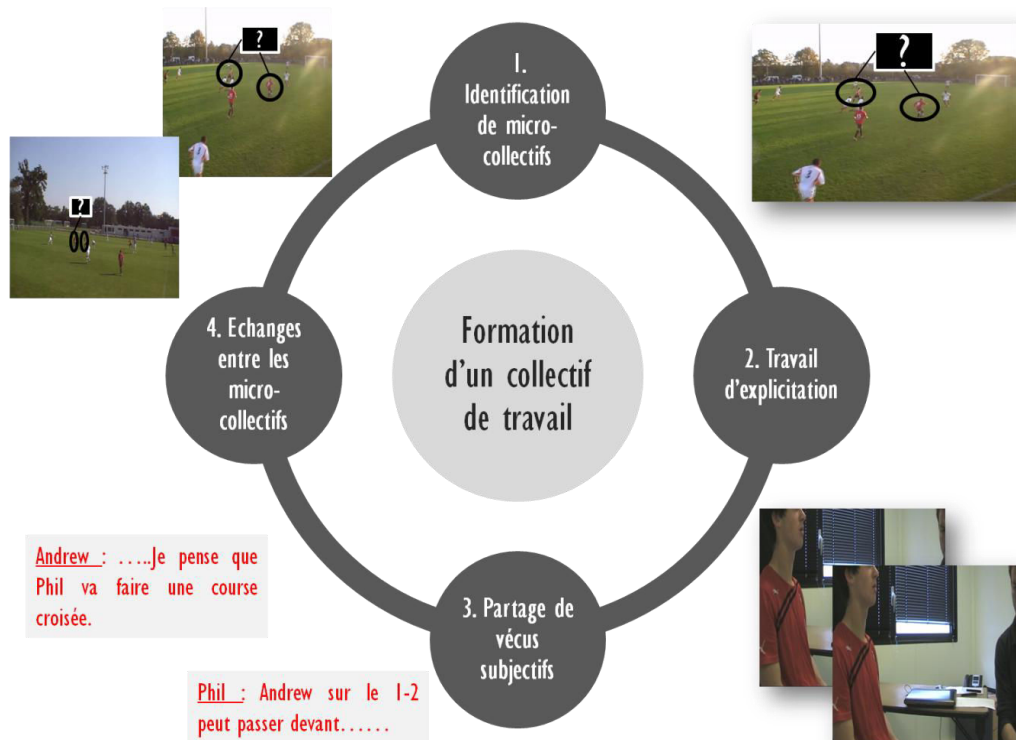 ?
?
?
1.
Identification
de micro-
collectifs
2. Travail
d'explicitation
3. Partage de
vécus
subjectifs
4. Echanges
entre les
micro-
collectifs
Formation
d'un collectif
de travail
Andrew : .....Je pense que
Phil va faire une course
croisée.
Phil : Andrew sur le 1-2
peut passer devant......